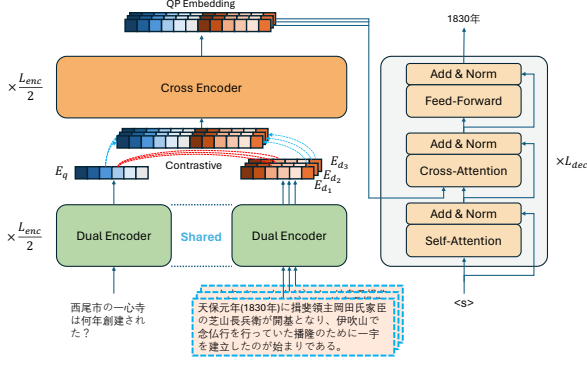 QP Embedding
1830年
× L_enc/2
Cross Encoder
Add & Norm
Feed-Forward
Add & Norm
Cross-Attention
×L_dec
Add & Norm
Self-Attention
<s>
E_q
Contrastive
E_d3
E_d2
E_d1
× L_enc/2
Dual Encoder
Shared
Dual Encoder
西尾市の一心寺
は何年創建され
た？
天保元年(1830年)に揖斐領主岡田氏家臣
の芝山長兵衛が開基となり、伊吹山で
念仏行を行っていた播隆のために一宇
を建立したのが始まりである。